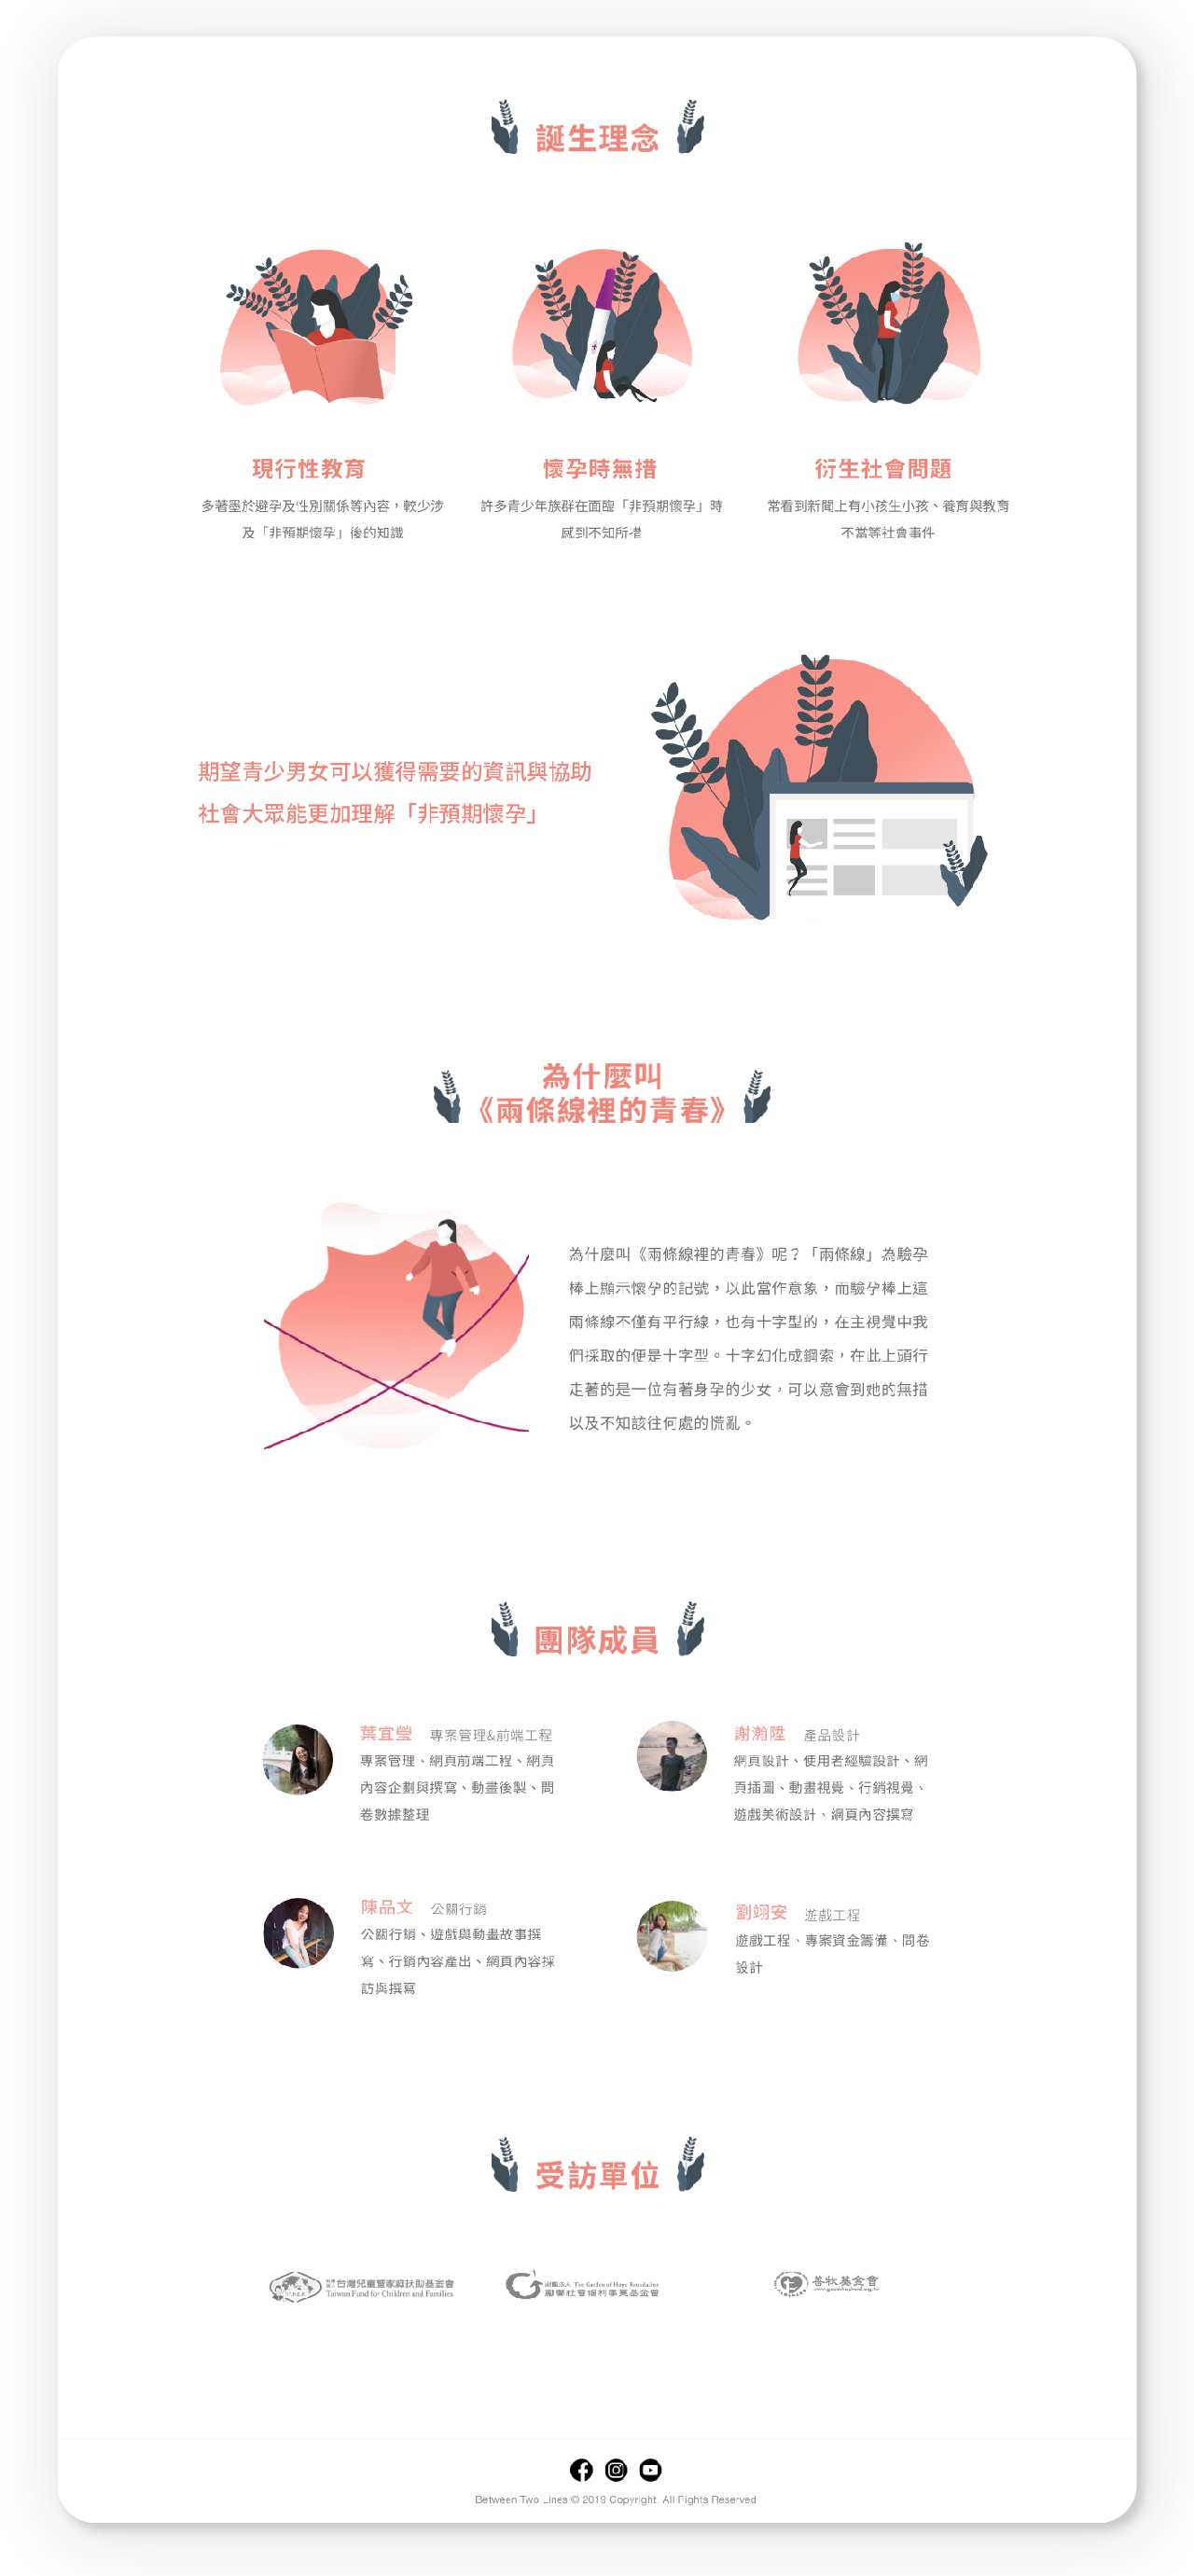 誕生理念
現行性教育
多著墨於避孕及性別關係等內容，較少涉
及「非預期懷孕」後的知識
懷孕時無措
許多青少年族群在面臨「非預期懷孕」時
感到不知所措
衍生社會問題
常看到新聞上有小孩生小孩、養育與教育
不當等社會事件
期望青少男女可以獲得需要的資訊與協助
社會大眾能更加理解「非預期懷孕」
為什麼叫
《兩條線裡的青春》
為什麼叫《兩條線裡的青春》呢？「兩條線」為驗孕
棒上顯示懷孕的記號，以此當作意象，而驗孕棒上這
兩條線不僅有平行線，也有十字型的，在主視覺中我
們採取的便是十字型。十字幻化成鋼索，在此上頭行
走著的是一位有著身孕的少女，可以意會到她的無措
以及不知該往何處的慌亂。
團隊成員
葉宜瑩 專案管理&前端工程
專案管理、網頁前端工程、網頁
內容企劃與撰寫、動畫後製、問
卷數據整理
謝瀚陞 產品設計
網頁設計、使用者經驗設計、網
頁插圖、動畫視覺、行銷視覺、
遊戲美術設計、網頁內容撰寫
陳品文 公關行銷
公關行銷、遊戲與動畫故事撰
寫、行銷內容產出、網頁內容採
訪與撰寫
劉翊安 遊戲工程
遊戲工程、專案資金籌備、問卷
設計
受訪單位
財團法人 台灣兒童暨家庭扶助基金會
Taiwan Fund for Children and Families
財團法人 The Garden of Hope Foundation
勵馨社會福利事業基金會
善牧基金會
www.goodshepherd.org.tw
Between Two Lines © 2019 Copyright. All Rights Reserved